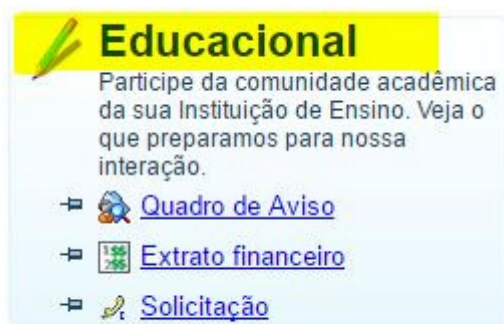 Educacional
Participe da comunidade acadêmica
da sua Instituição de Ensino. Veja o
que preparamos para nossa
interação.
Quadro de Aviso
Extrato financeiro
Solicitação